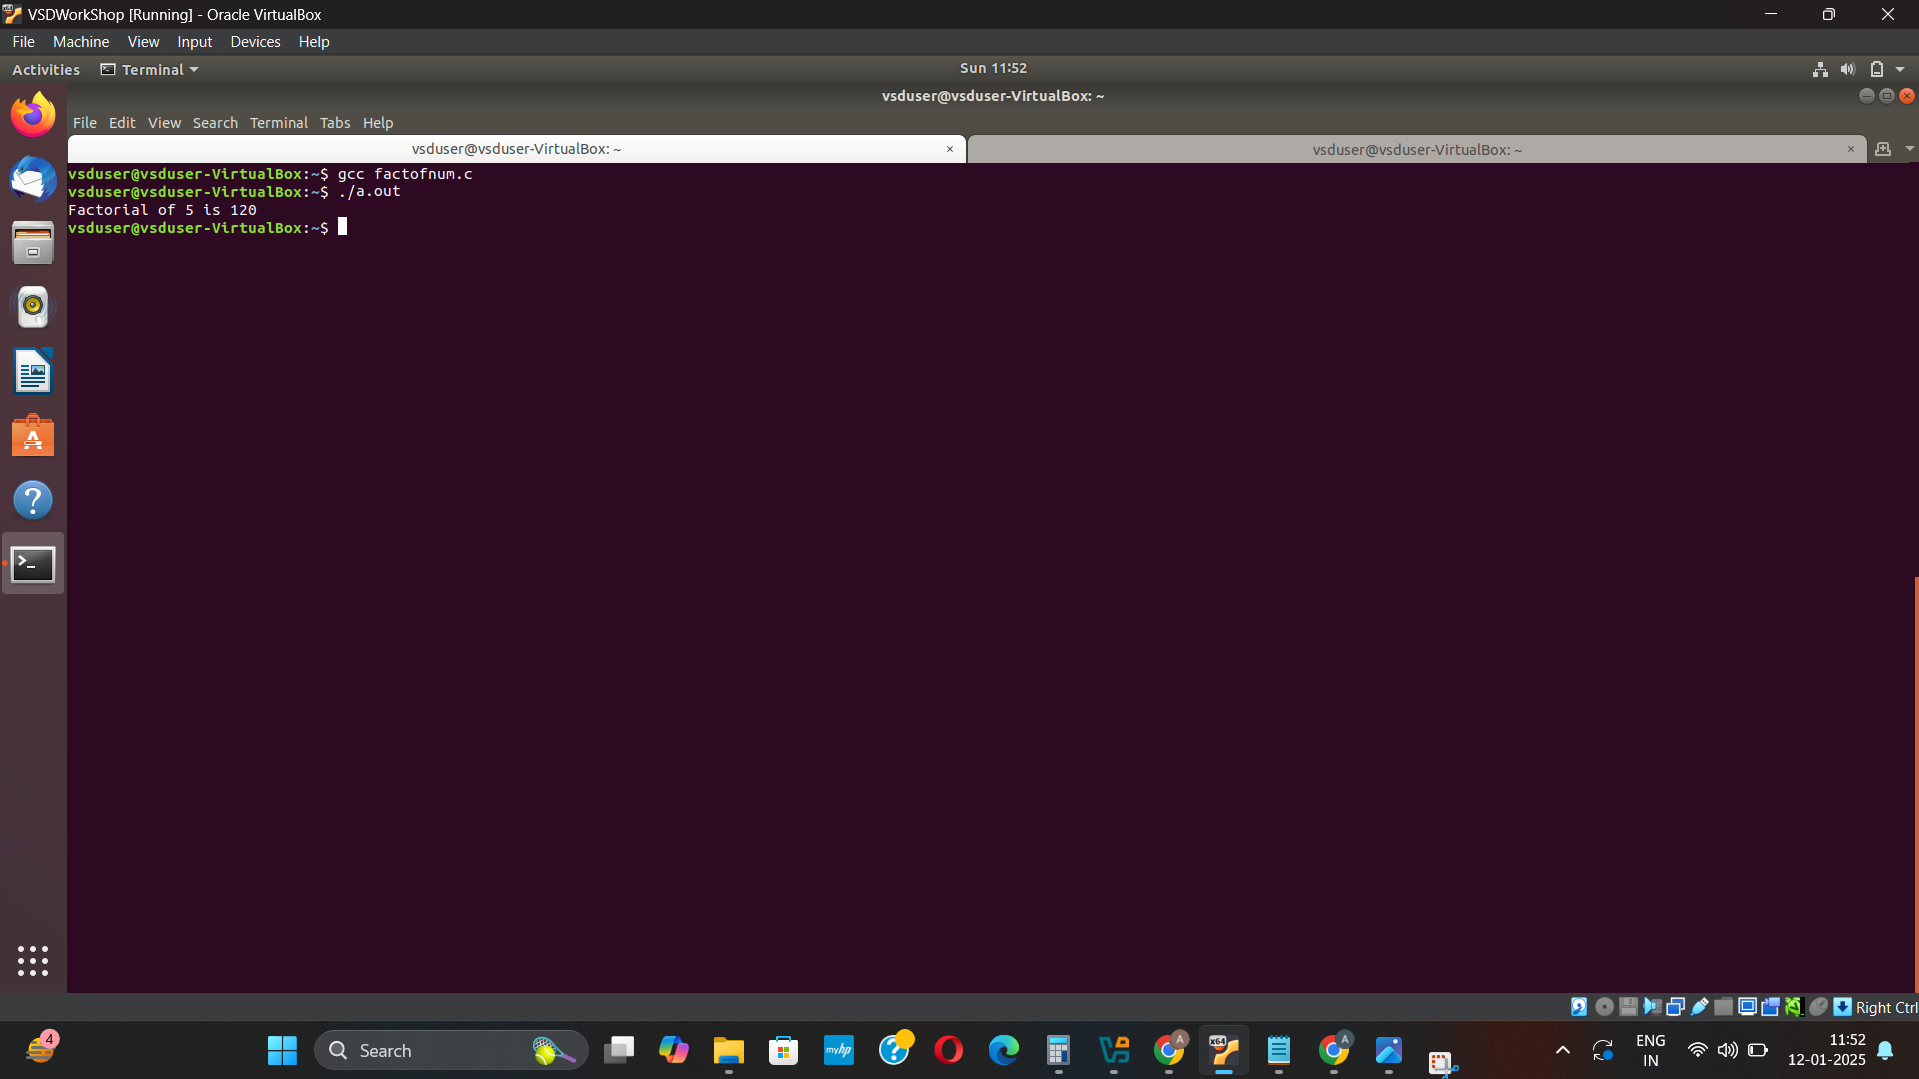 VSDWorkShop [Running] - Oracle VirtualBox
File Machine View Input Devices Help
Activities Terminal Sun 11:52
vsduser@vsduser-VirtualBox: ~
File Edit View Search Terminal Tabs Help
vsduser@vsduser-VirtualBox: ~ × vsduser@vsduser-VirtualBox: ~ ×
vsduser@vsduser-VirtualBox:~$ gcc factofnum.c
vsduser@vsduser-VirtualBox:~$ ./a.out
Factorial of 5 is 120
vsduser@vsduser-VirtualBox:~$
Right Ctrl
4 Search myhp x64 A A ENG 11:52
IN 12-01-2025